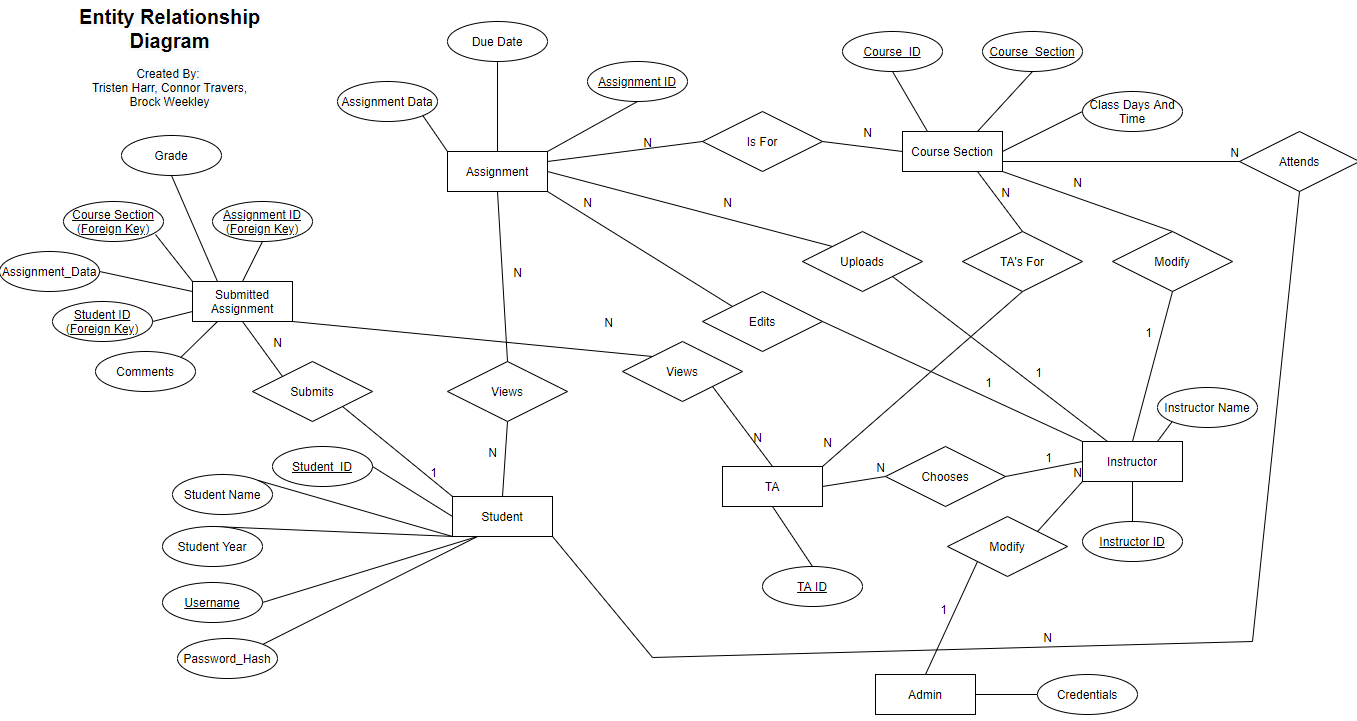 Entity Relationship
Diagram
Created By:
Tristen Harr, Connor Travers,
Brock Weekley
Due Date
Assignment Data
Assignment ID
Course_ID
Course_Section
Class Days And
Time
Assignment
N
Is For
N
Course Section
N
Attends
Grade
Course Section
(Foreign Key)
Assignment ID
(Foreign Key)
Assignment_Data
Student ID
(Foreign Key)
Comments
Submitted
Assignment
N
N
N
N
Uploads
TA's For
Modify
N
N
Edits
1
N
Submits
Views
Views
1
1
Instructor Name
N
N
N
1
Student_ID
Student Name
Student Year
Username
Password_Hash
Student
TA
N
Chooses
1
N
Instructor
Modify
Instructor ID
TA ID
1
N
Admin
Credentials